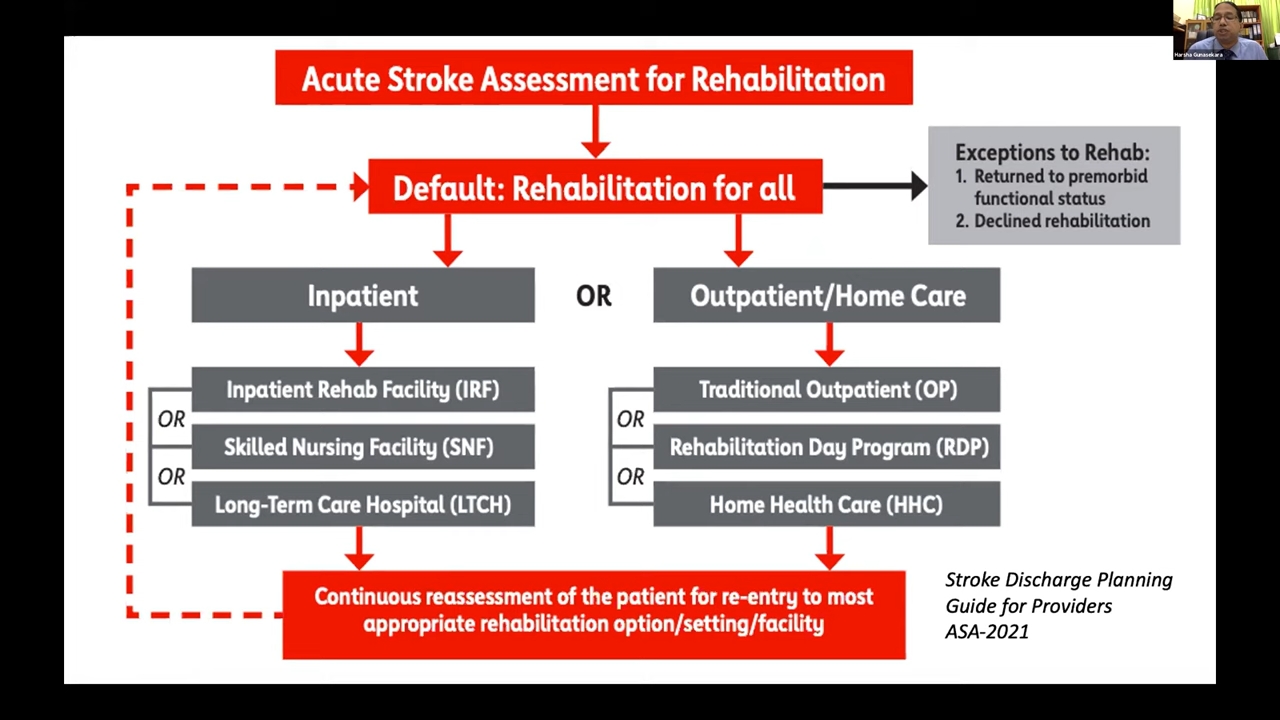 Harsha Gunasekara
Acute Stroke Assessment for Rehabilitation
Default: Rehabilitation for all
Exceptions to Rehab:
1. Returned to premorbid
functional status
2. Declined rehabilitation
Inpatient
OR
Outpatient/Home Care
Inpatient Rehab Facility (IRF)
OR
Skilled Nursing Facility (SNF)
OR
Long-Term Care Hospital (LTCH)
Traditional Outpatient (OP)
OR
Rehabilitation Day Program (RDP)
OR
Home Health Care (HHC)
Continuous reassessment of the patient for re-entry to most
appropriate rehabilitation option/setting/facility
Stroke Discharge Planning
Guide for Providers
ASA-2021